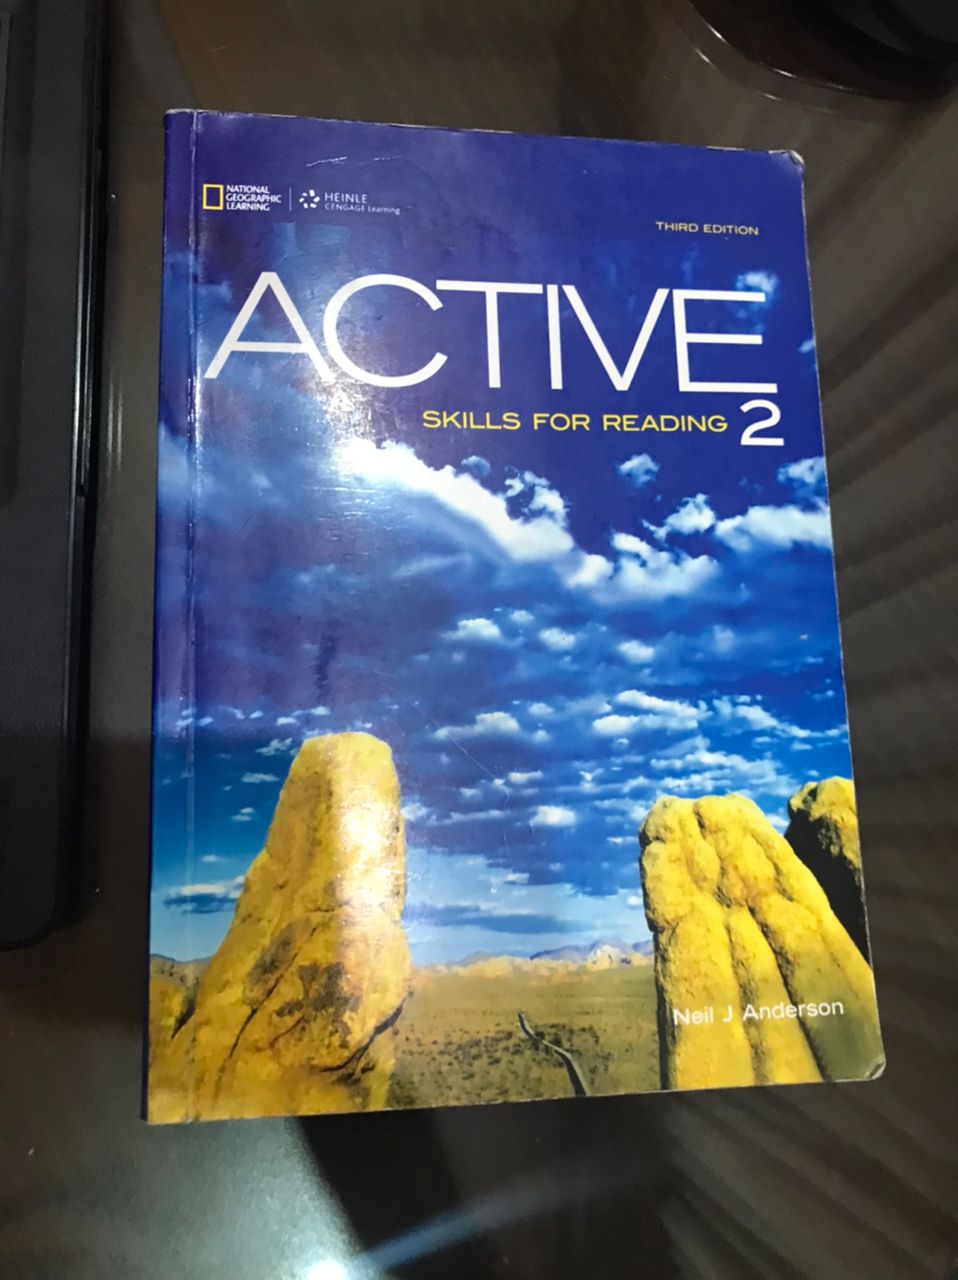 NATIONAL
GEOGRAPHIC
LEARNING
HEINLE
CENGAGE Learning
THIRD EDITION
ACTIVE
SKILLS FOR READING 2
Neil J Anderson